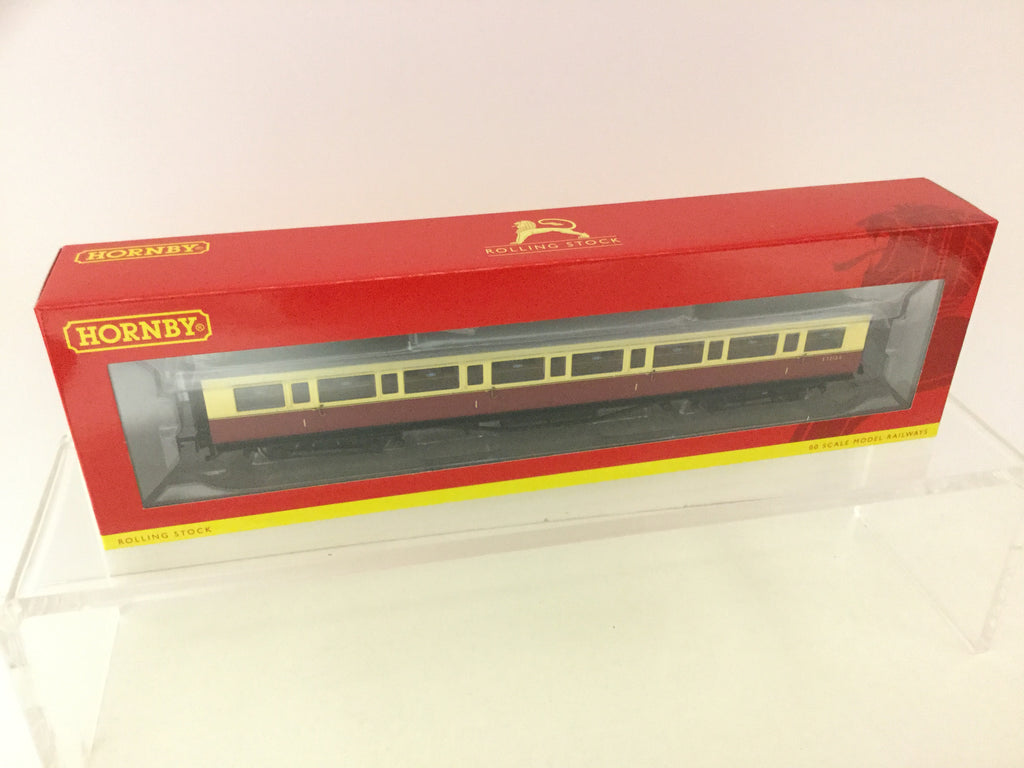 HORNBY®
ROLLING STOCK
HORNBY®
ROLLING STOCK
00 SCALE MODEL RAILWAYS